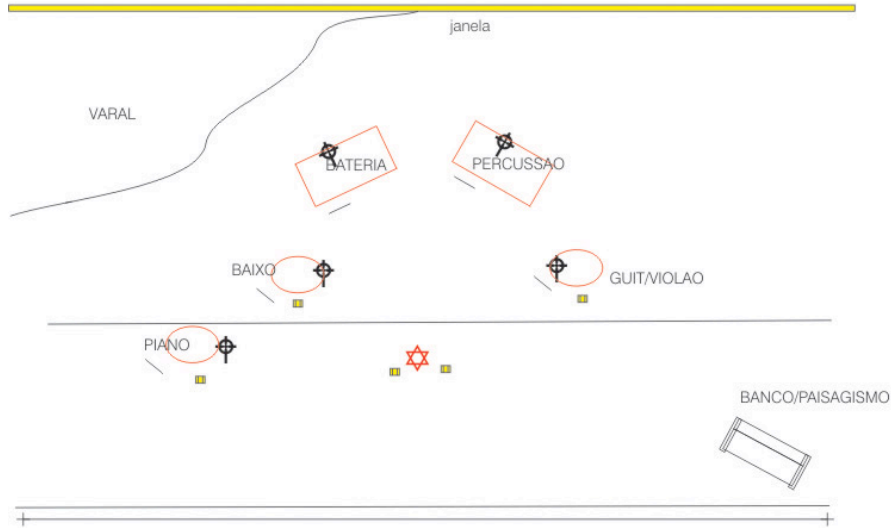 janela
VARAL
BATERIA
PERCUSSAO
BAIXO
GUIT/VIOLAO
PIANO
BANCO/PAISAGISMO